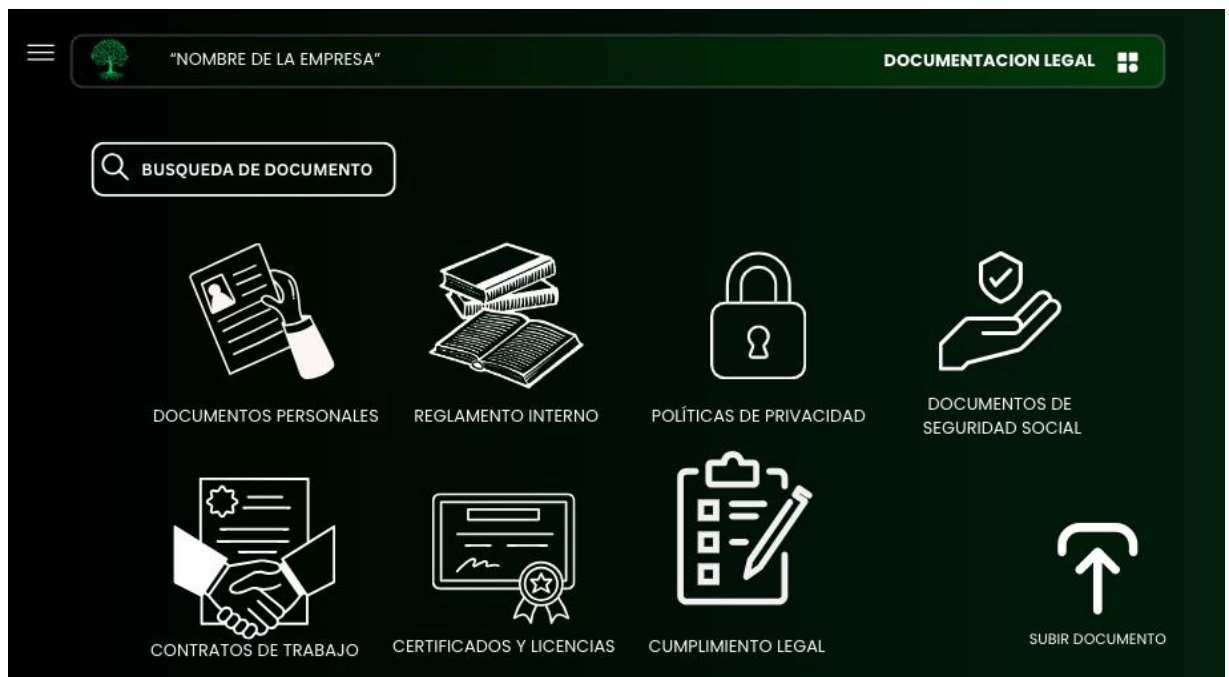 “NOMBRE DE LA EMPRESA”
DOCUMENTACION LEGAL
BUSQUEDA DE DOCUMENTO
DOCUMENTOS PERSONALES
REGLAMENTO INTERNO
POLÍTICAS DE PRIVACIDAD
DOCUMENTOS DE
SEGURIDAD SOCIAL
CONTRATOS DE TRABAJO
CERTIFICADOS Y LICENCIAS
CUMPLIMIENTO LEGAL
SUBIR DOCUMENTO